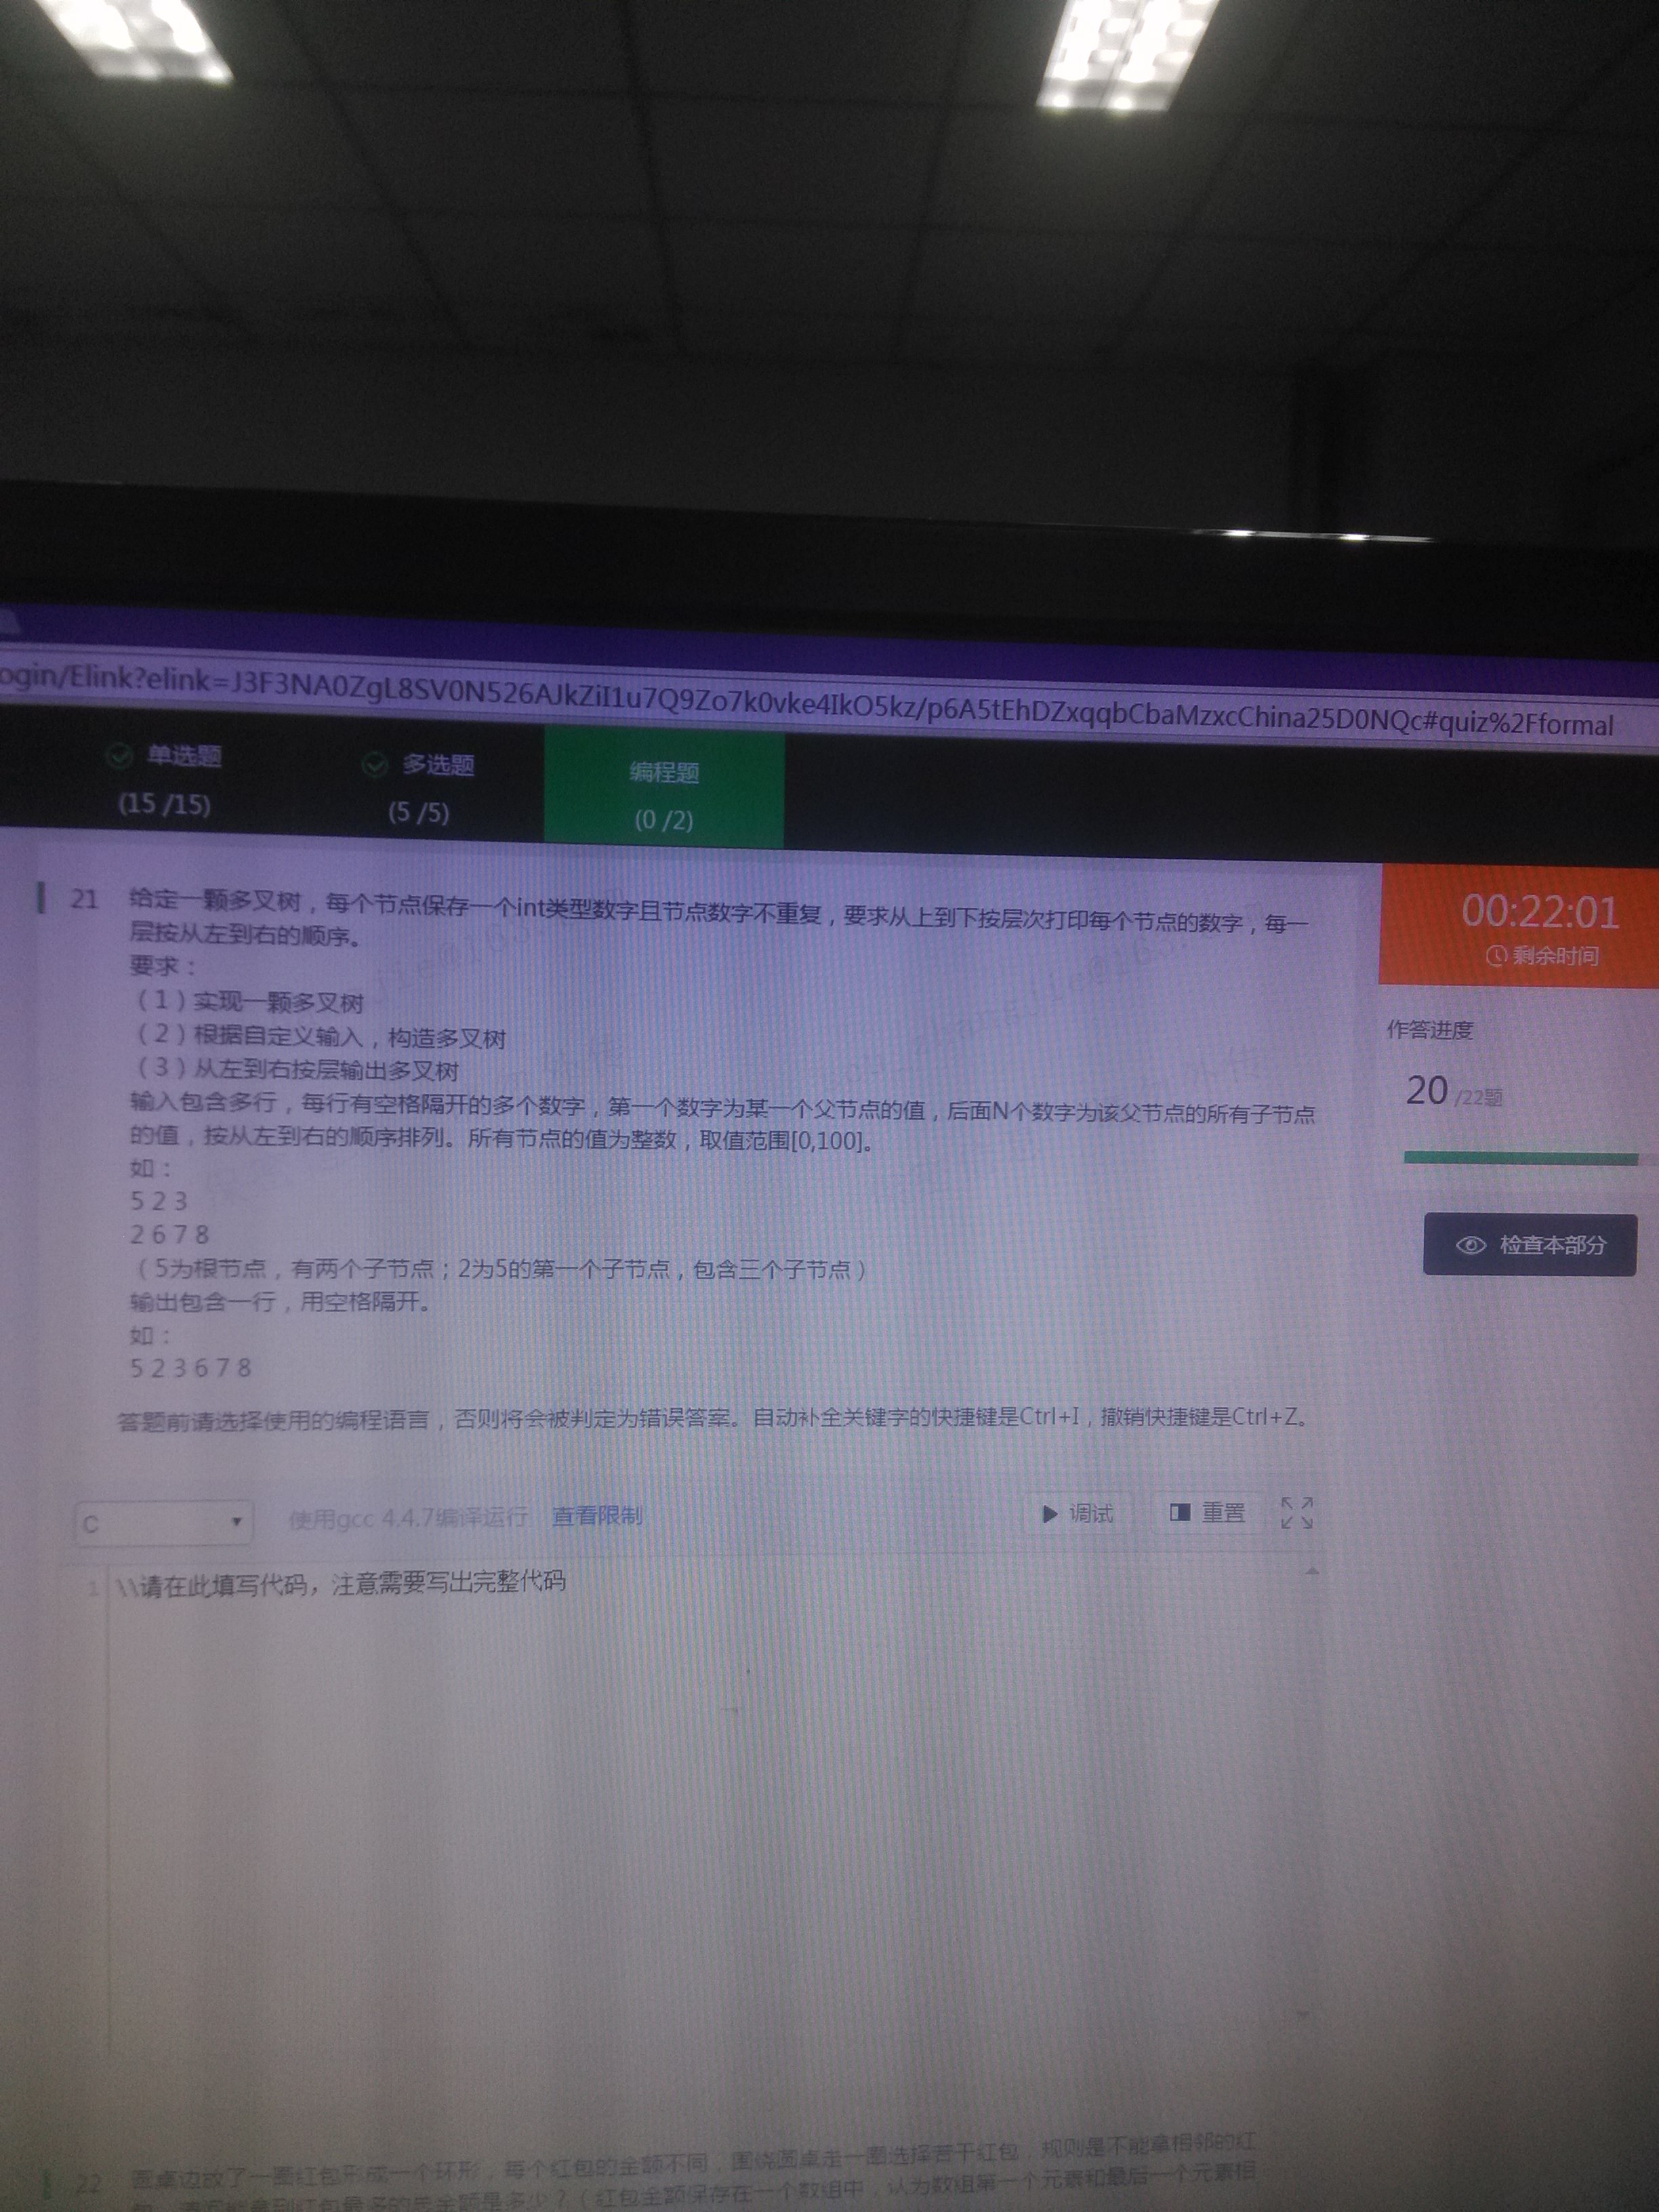 ogin/Elink?elink=J3F3NA0ZgL8SV0N526AJkZiI1u7Q9Zo7k0vke4IkO5kz/p6A5tEhDZxqqbCbaMzxcChina25D0NQc#quiz%2Fformal
单选题
(15 /15)
多选题
(5 /5)
编程题
(0 /2)
00:22:01
剩余时间
作答进度
20 /22题
检查本部分
21 给定一颗多叉树，每个节点保存一个int类型数字且节点数字不重复，要求从上到下按层次打印每个节点的数字，每一
层按从左到右的顺序。
要求：
（1）实现一颗多叉树
（2）根据自定义输入，构造多叉树
（3）从左到右按层输出多叉树
输入包含多行，每行有空格隔开的多个数字，第一个数字为某一个父节点的值，后面N个数字为该父节点的所有子节点
的值，按从左到右的顺序排列。所有节点的值为整数，取值范围[0,100]。
如：
5 2 3
2 6 7 8
（5为根节点，有两个子节点；2为5的第一个子节点，包含三个子节点）
输出包含一行，用空格隔开。
如：
5 2 3 6 7 8
答题前请选择使用的编程语言，否则将会被判定为错误答案。自动补全关键字的快捷键是Ctrl+I，撤销快捷键是Ctrl+Z。
C 使用gcc 4.4.7编译运行 查看限制 调试 重置
1 \\请在此填写代码，注意需要写出完整代码
22 圆桌边放了一圈红包形成一个环形，每个红包的金额不同，围绕圆桌走一圈选择若干红包，规则是不能拿相邻的红
包，请问能拿到红包最多的总金额是多少？（红包金额保存在一个数组中，认为数组第一个元素和最后一个元素相